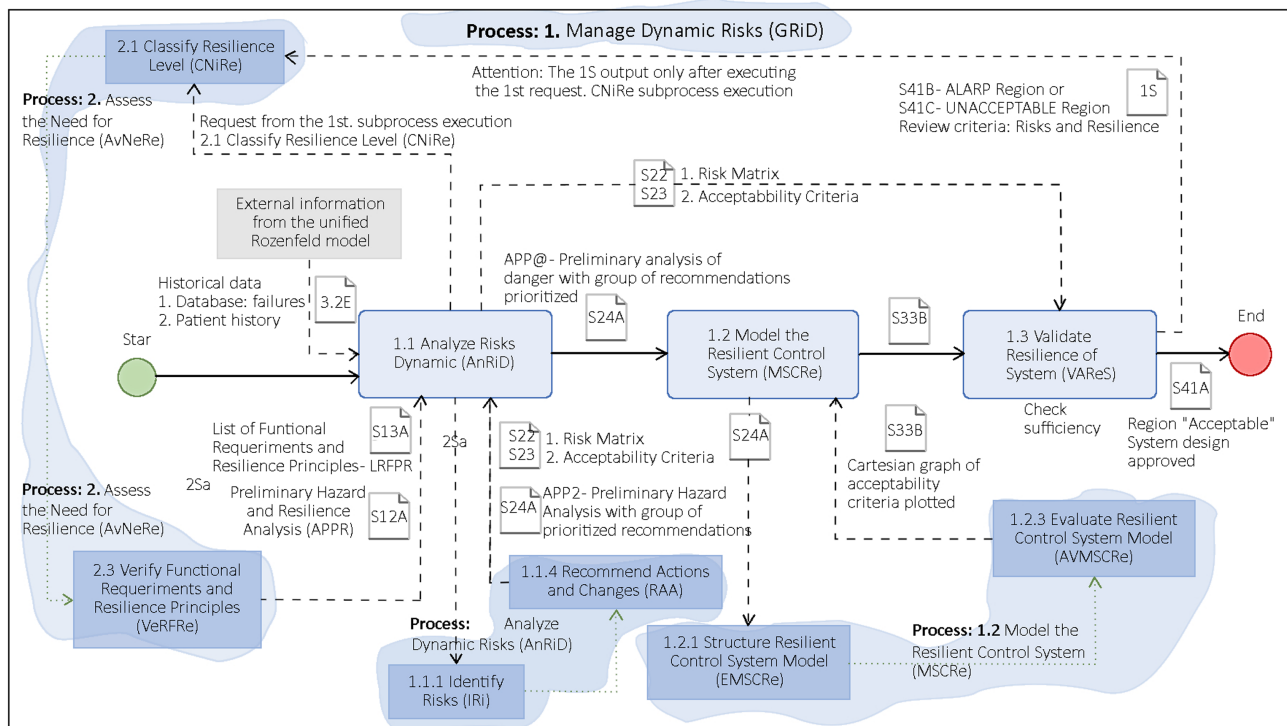 Process: 1. Manage Dynamic Risks (GRiD)
2.1 Classify Resilience
Level (CNiRe)
Attention: The 1S output only after executing
the 1st request. CNiRe subprocess execution
S41B- ALARP Region or
S41C- UNACCEPTABLE Region
Review criteria: Risks and Resilience
1S
Process: 2. Assess
the Need for
Resilience (AvNeRe)
Request from the 1st. subprocess execution
2.1 Classify Resilience Level (CNiRe)
S22
S23
1. Risk Matrix
2. Acceptabbility Criteria
External information
from the unified
Rozenfeld model
APP@- Preliminary analysis of
danger with group of recommendations
prioritized
Historical data
1. Database: failures
2. Patient history
3.2E
S24A
S33B
Star
1.1 Analyze Risks
Dynamic (AnRiD)
1.2 Model the
Resilient Control
System (MSCRe)
1.3 Validate
Resilience of
System (VAReS)
End
S41A
Region "Acceptable"
System design
approved
Check
sufficiency
List of Funtional
Requeriments and
Resilience Principles- LRFPR
S13A
2Sa
S22
S23
1. Risk Matrix
2. Acceptability Criteria
S24A
S33B
Cartesian graph of
acceptability
criteria plotted
2Sa
Preliminary Hazard
and Resilience
Analysis (APPR)
S12A
S24A
APP2- Preliminary Hazard
Analysis with group of
prioritized recommendations
Process: 2. Assess
the Need for
Resilience (AvNeRe)
1.2.3 Evaluate Resilient
Control System Model
(AVMSCRe)
2.3 Verify Functional
Requeriments and
Resilience Principles
(VeRFRe)
1.1.4 Recommend Actions
and Changes (RAA)
Process: Analyze
Dynamic Risks (AnRiD)
1.2.1 Structure Resilient
Control System Model
(EMSCRe)
Process: 1.2 Model the
Resilient Control System
(MSCRe)
1.1.1 Identify
Risks (IRi)